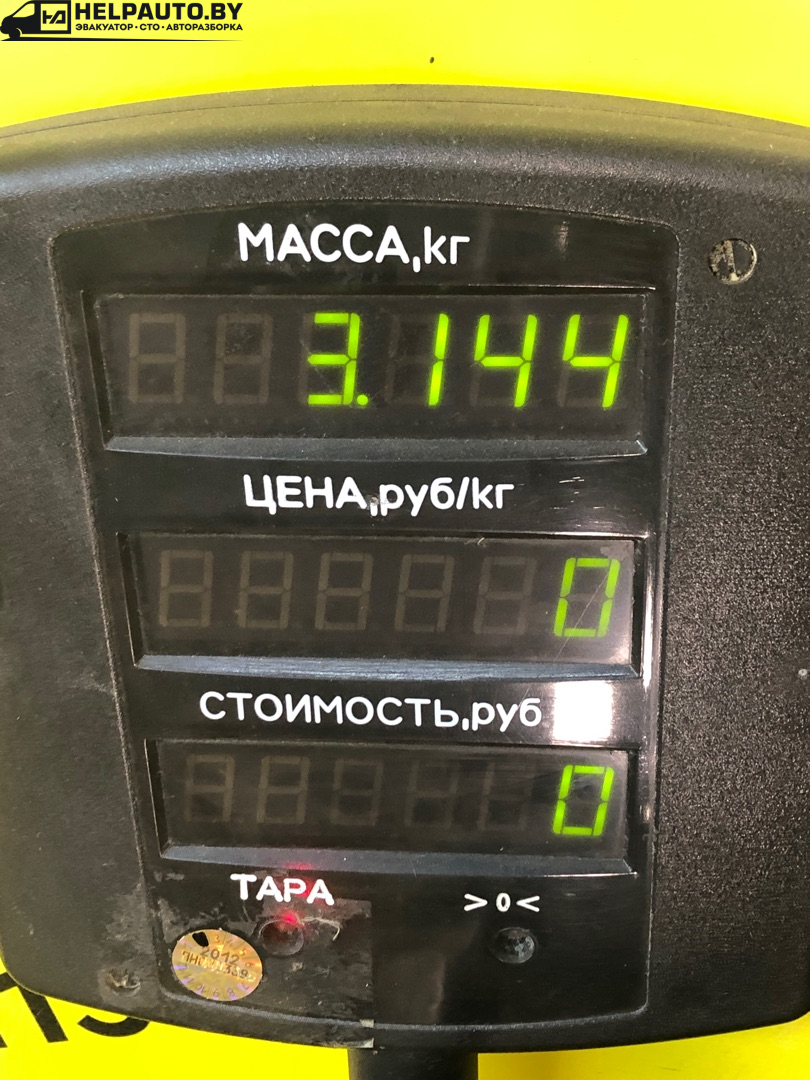 HELPAUTO.BY
ЭВАКУАТОР · СТО · АВТОРАЗБОРКА
МАССА,кг
3.144
ЦЕНА,руб/кг
0
СТОИМОСТЬ,руб
0
ТАРА
>0<